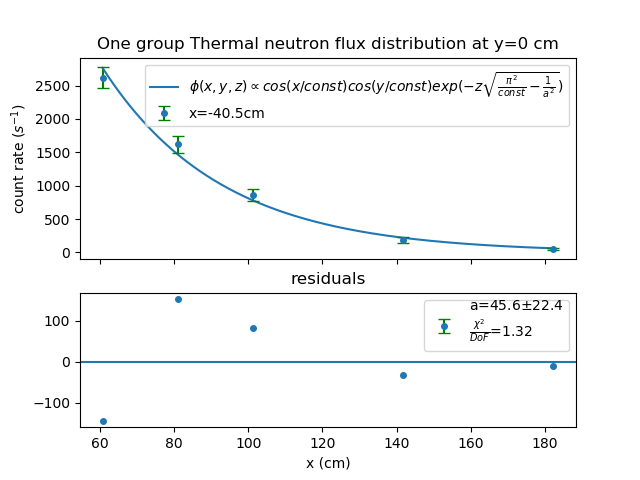 One group Thermal neutron flux distribution at y=0 cm
count rate (s⁻¹)
2500
2000
1500
1000
500
0
ϕ(x, y, z) ∝ cos(x/const)cos(y/const)exp(−z√(π²/const − 1/a²))
x=-40.5cm
residuals
100
0
−100
a=45.6±22.4
χ²/DoF=1.32
60 80 100 120 140 160 180
x (cm)